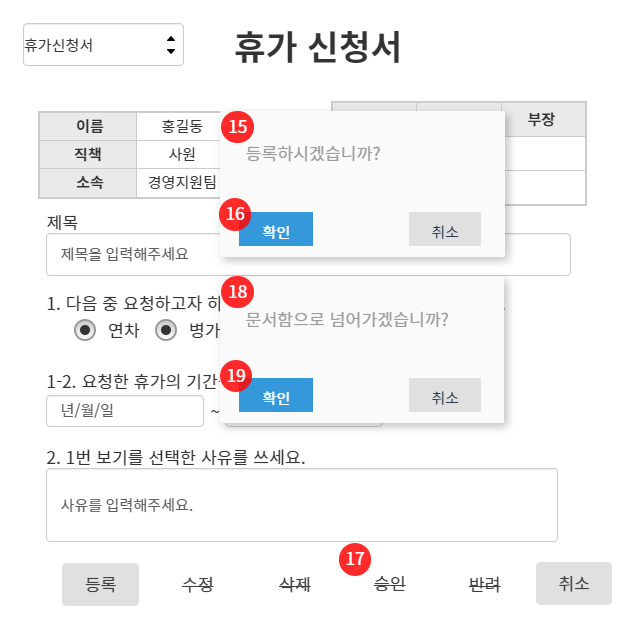 휴가신청서
휴가 신청서
부장
이름 홍길동
직책 사원
소속 경영지원팀
15
등록하시겠습니까?
16
확인 취소
제목
제목을 입력해주세요
18
문서함으로 넘어가겠습니까?
19
확인 취소
1. 다음 중 요청하고자 하
연차 병가
1-2. 요청한 휴가의 기간
년/월/일 ~
2. 1번 보기를 선택한 사유를 쓰세요.
사유를 입력해주세요.
17
등록 수정 삭제 승인 반려 취소